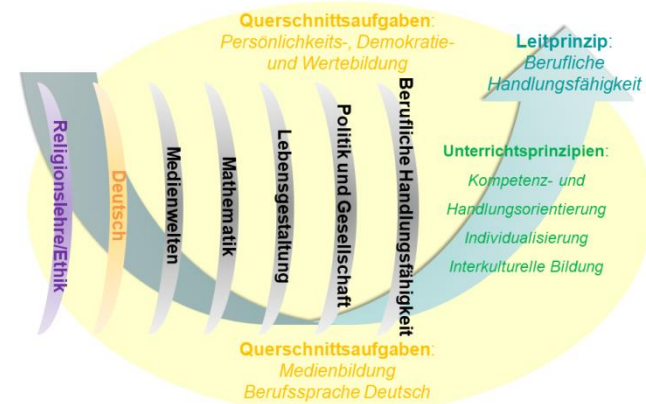 Querschnittsaufgaben:
Persönlichkeits-, Demokratie-
und Wertebildung
Leitprinzip:
Berufliche
Handlungsfähigkeit
Religionslehre/Ethik
Deutsch
Medienwelten
Mathematik
Lebensgestaltung
Politik und Gesellschaft
Berufliche Handlungsfähigkeit
Unterrichtsprinzipien:
Kompetenz- und
Handlungsorientierung
Individualisierung
Interkulturelle Bildung
Querschnittsaufgaben:
Medienbildung
Berufssprache Deutsch